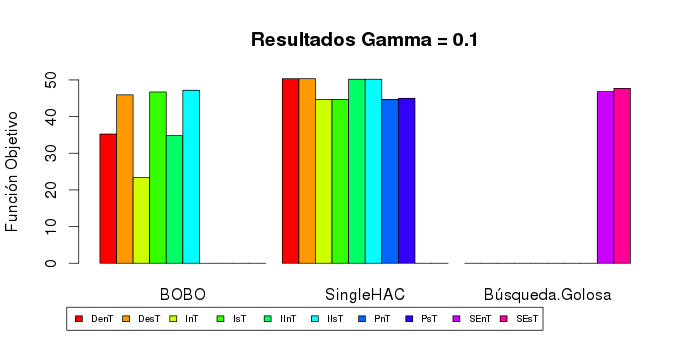 Resultados Gamma = 0.1
Función Objetivo
50
40
30
20
10
0
BOBO SingleHAC Búsqueda.Golosa
DenT DesT InT IsT IInT IIsT PnT PsT SEnT SEsT